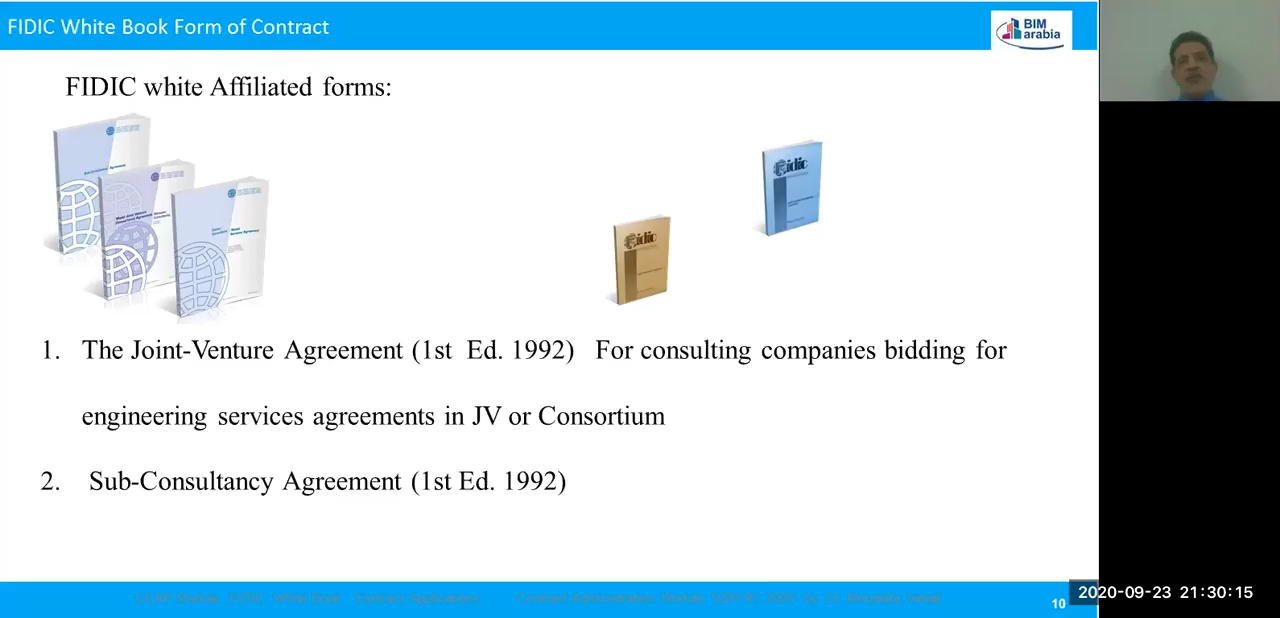 FIDIC White Book Form of Contract
BIM
arabia
FIDIC white Affiliated forms:
fidic
fidic
1. The Joint-Venture Agreement (1st Ed. 1992) For consulting companies bidding for
engineering services agreements in JV or Consortium
2. Sub-Consultancy Agreement (1st Ed. 1992)
10
2020-09-23 21:30:15